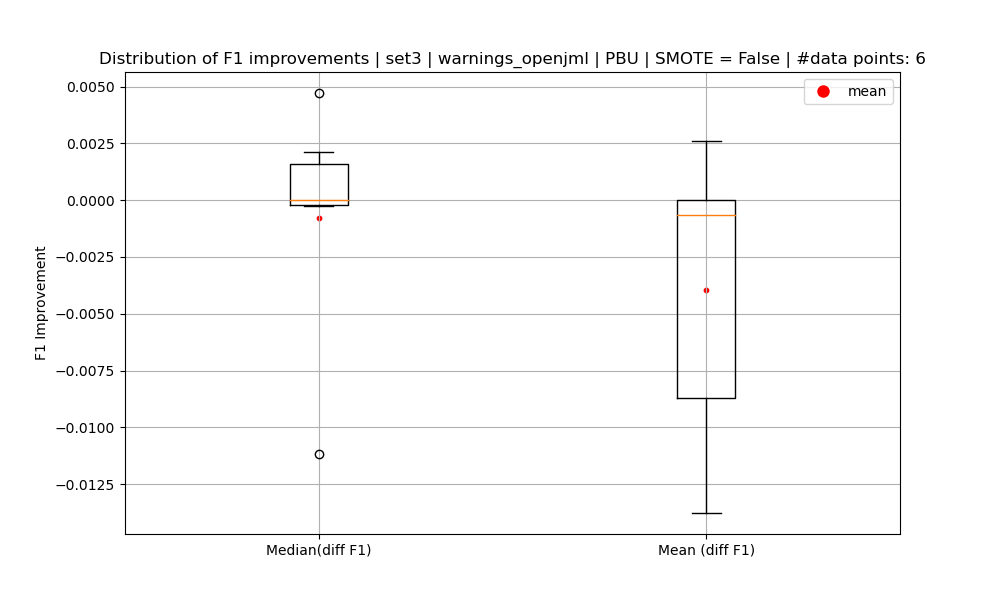 Distribution of F1 improvements | set3 | warnings_openjml | PBU | SMOTE = False | #data points: 6
mean
0.0050
0.0025
0.0000
−0.0025
−0.0050
−0.0075
−0.0100
−0.0125
F1 Improvement
Median(diff F1)
Mean (diff F1)